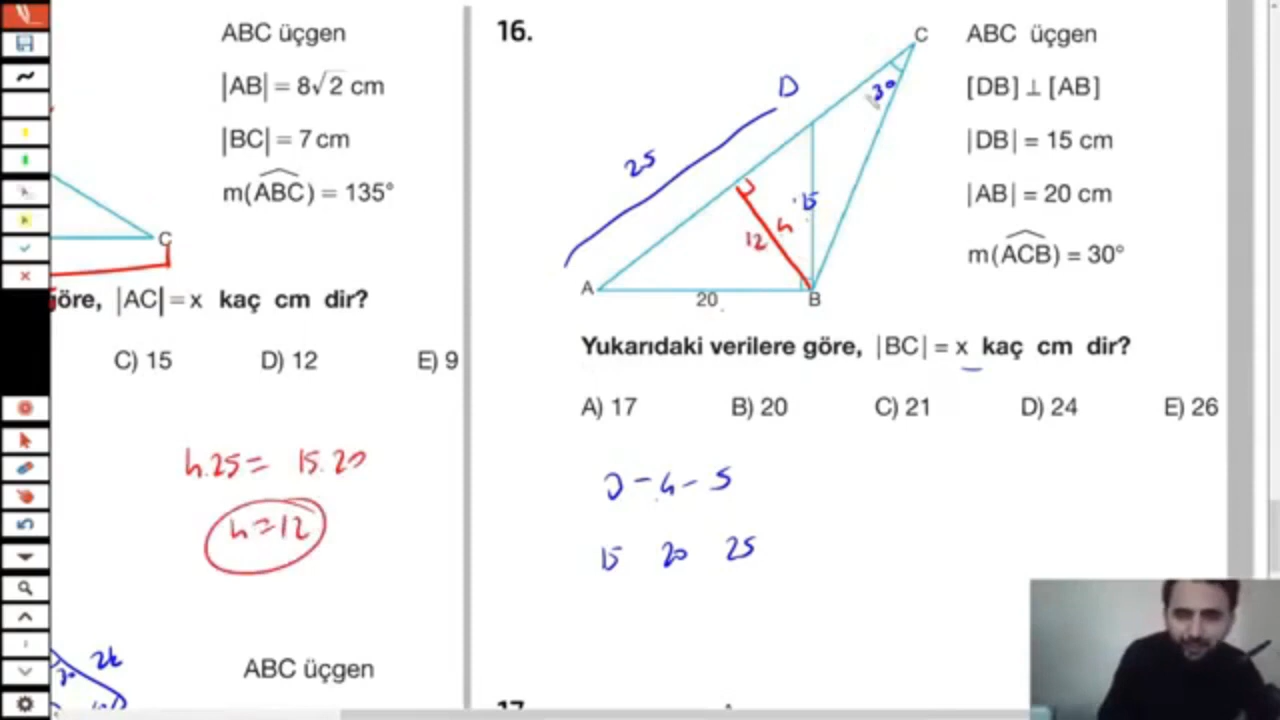 ABC üçgen
|AB| = 8√2 cm
|BC| = 7 cm
m(ABC) = 135°
C
göre, |AC| = x kaç cm dir?
C) 15 D) 12 E) 9
h.25 = 15.20
h = 12
2k
ABC üçgen
16.
C
D
30
25
15
12 h
A
20
B
ABC üçgen
[DB] ⊥ [AB]
|DB| = 15 cm
|AB| = 20 cm
m(ACB) = 30°
Yukarıdaki verilere göre, |BC| = x kaç cm dir?
A) 17 B) 20 C) 21 D) 24 E) 26
3 - 4 - 5
15 20 25
17.